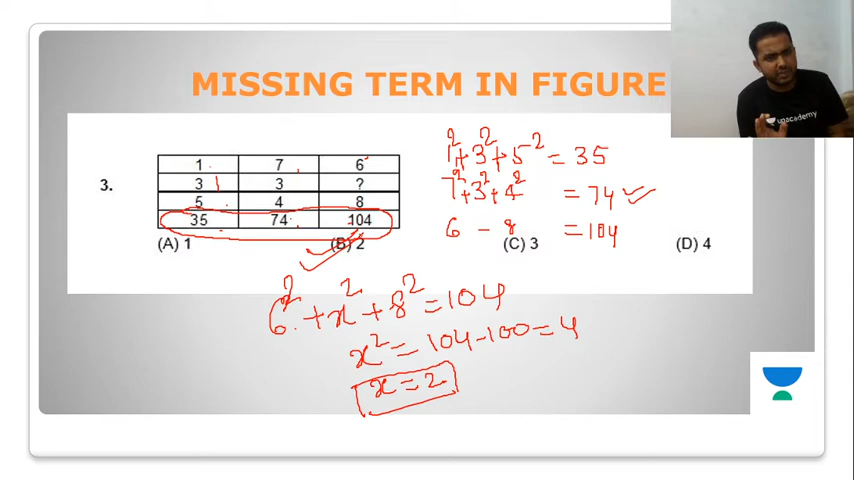 MISSING TERM IN FIGURE
unacademy
3.
1 7 6
3 3 ?
5 4 8
35 74 104
(A) 1 (B) 2 (C) 3 (D) 4
1² + 3² + 5² = 35
7² + 3² + 4² = 74
6 - 8 = 104
6² + x² + 8² = 104
x² = 104 - 100 = 4
x = 2